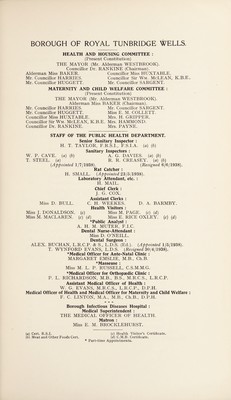 BOROUGH OF ROYAL TUNBRIDGE WELLS.
HEALTH AND HOUSING COMMITTEE :
(Present Constitution)
THE MAYOR (Mr. Alderman WESTBROOK).
Councillor Dr. RANKINE (Chairman).
Alderman Miss BAKER. Councillor Miss HUXTABLE,
Mr. Councillor HARRIES. Councillor Sir Wm. McLEAN, K.B.E.
Mr. Councillor HUGGETT. Mr. Councillor SARGENT.
MATERNITY AND CHILD WELFARE COMMITTEE :
(Present Constitution)
THE MAYOR (Mr. Alderman WESTBROOK).
Alderman Miss BAKER (Chairman).
Mr. Councillor HARRIES Mr. Councillor SARGENT.
Mr. Councillor HUGGETT. Miss E. M. COLLETT.
Councillor Miss HUXTABLE. Mrs. H. GRIFFER.
Councillor Sir Wm. McLEAN, K.B.E. Mrs. HAMMOND
Councillor Dr. RANKINE. Mrs. PAYNE.
STAFF OF THE PUBLIC HEALTH DEPARTMENT.
Senior Sanitary Inspector :
H. T. TAYLOR, F.R.S.I., F.S.I.A. (a) (b)
Sanitary Inspectors :
W. P. CAVE. (a) (b) A. G. DAVIES (a) (b)
T. STEEL. (a) R. H. CREASEY. (a) (b)
(Appointed 1/7/1938). (Resigned 6/6/1938).
Rat Catcher :
H. SMALL. (Appointed 21/2/1938).
Laboratory Attendant, etc. :
H. MAIL.
Chief Clerk :
J. G. COX.
Assistant Clerks :
Miss D. BULL. C. H. WEEKES. D. A. BARMBY.
Health Visitors :
Miss J. DONALDSON. (c) Miss M. PAGE. (c) (d)
Miss M. MACLAREN. (c) (d) Miss E. RICE OXLEY. (c) (d)
*Public Analyst :
A. H. M. MUTER, F.I.C.
Dental Nurse-Attendant :
Miss D. O'NEILL.
Dental Surgeon :
ALEX. BUCHAN, L.R.C.P. & S., L.D.S. (Ed.). (Appointed 1/5/1938).
T. WYNFORD EVANS, L.D.S. (Resigned 30/4/1938).
*Medical Officer for Ante-Natal Clinic :
MARGARET EMSLIE, M.B., Ch.B.
*Masseuse :
Miss M. L. P. RUSSELL, C.S.M.M.G.
*Medical Officer for Orthopedic Clinic :
F. L. RICHARDSON, M.B., B.S., M.R.C.S., L.R.C.P.
Assistant Medical Officer of Health :
W. G. EVANS, M.R.C.S., L.R.C.P., D.P.H.
Medical Officer of Health and Medical Officer for Maternity and Child Welfare :
F. C. LINTON, M.A., M.B., Ch.B., D.P.H.
* * *
Borough Infectious Diseases Hospital :
Medical Superintendent :
THE MEDICAL OFFICER OF HEALTH.
Matron :
Miss E. M. BROCKLEHURST.
(a) Cert. R.S.I. (c) Health Visitor's Certificate.
(b) Meat and Other Foods Cert. (d) C.M.B. Certificate.
* Part-time Appointments.